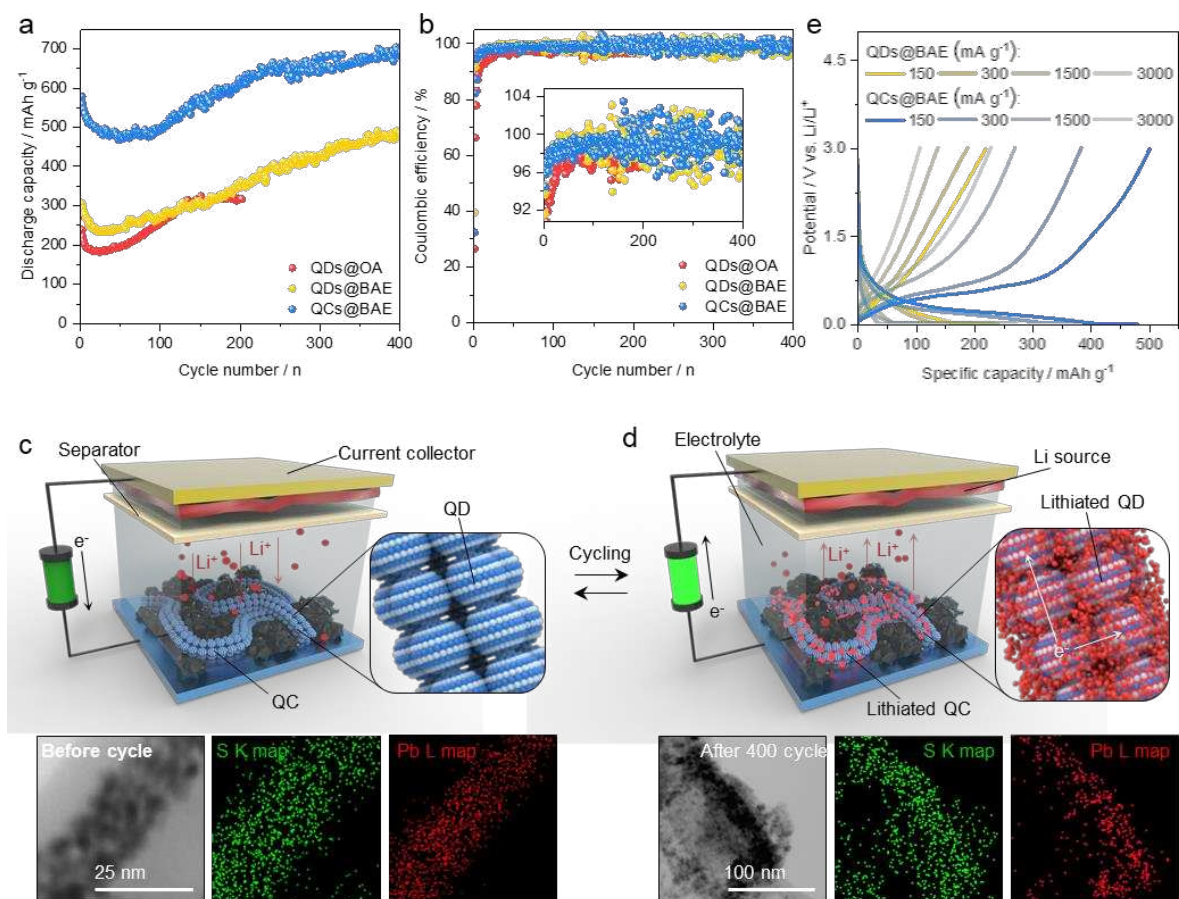 a
700
600
500
400
300
200
100
0
Discharge capacity / mAh g⁻¹
QDs@OA
QDs@BAE
QCs@BAE
0 100 200 300 400
Cycle number / n
b
100
80
60
40
20
0
Coulombic efficiency / %
104
102
100
98
96
94
92
0 200 400
QDs@OA
QDs@BAE
QCs@BAE
0 100 200 300 400
Cycle number / n
e
QDs@BAE (mA g⁻¹):
150 300 1500 3000
QCs@BAE (mA g⁻¹):
150 300 1500 3000
3.0
1.5
0.0
Potential / V vs. Li/Li⁺
0 100 200 300 400 500
Specific capacity / mAh g⁻¹
c
Separator
Current collector
QD
e⁻
Li⁺
Li⁺
QC
Cycling
d
Electrolyte
Li source
Lithiated QD
e⁻
Li⁺
Li⁺
e⁻
Lithiated QC
Before cycle
25 nm
S K map
Pb L map
After 400 cycle
100 nm
S K map
Pb L map